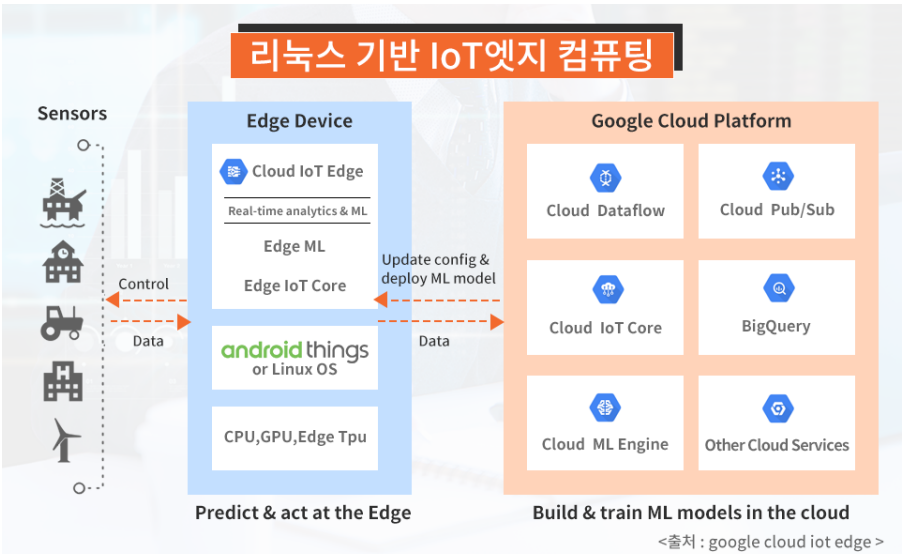 리눅스 기반 IoT엣지 컴퓨팅
Sensors
Control
Data
Edge Device
Cloud IoT Edge
Real-time analytics & ML
Edge ML
Edge IoT Core
androidthings
or Linux OS
CPU,GPU,Edge Tpu
Predict & act at the Edge
Update config &
deploy ML model
Data
Google Cloud Platform
Cloud Dataflow
Cloud Pub/Sub
Cloud IoT Core
BigQuery
Cloud ML Engine
Other Cloud Services
Build & train ML models in the cloud
<출처 : google cloud iot edge >